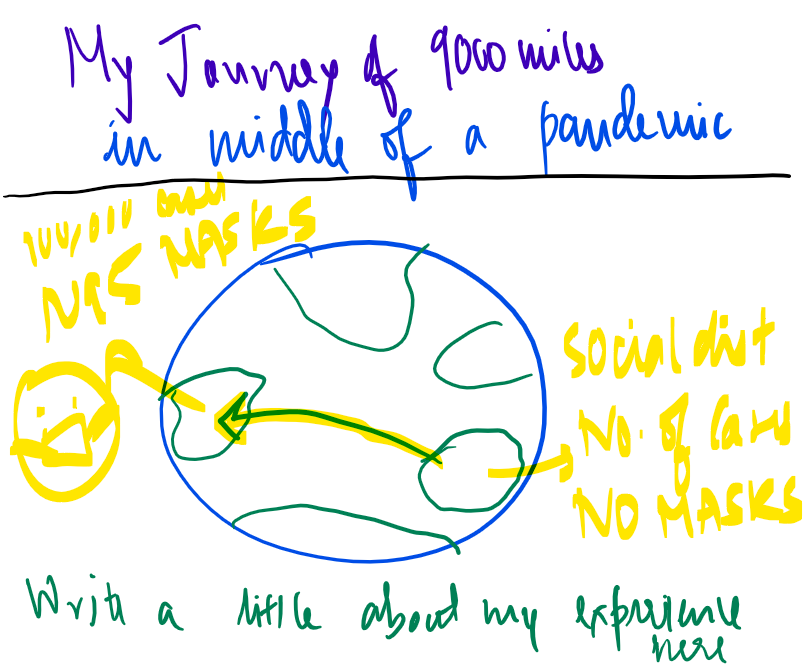 My Journey of 9000 miles
in middle of a pandemic
100,000 cases
N95 MASKS
Social dist
No. of Cases
0
NO MASKS
Write a little about my experience
here